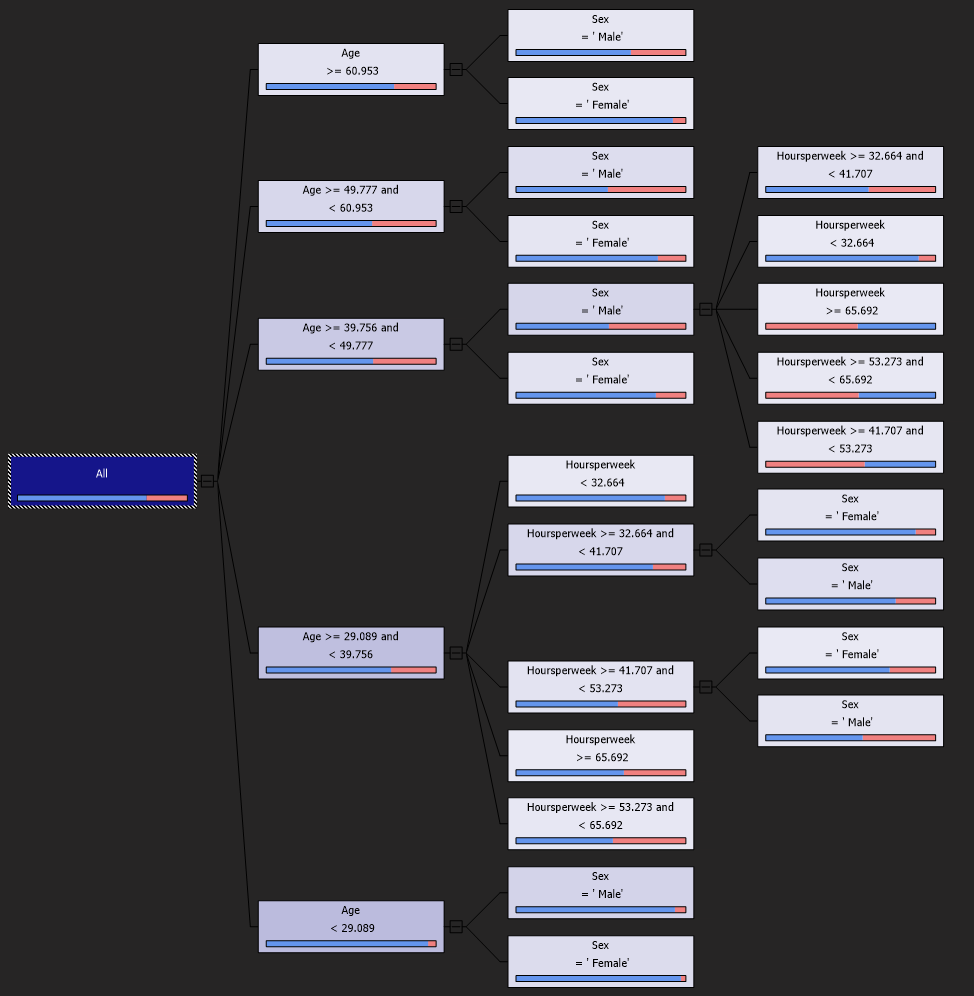 All
Age
>= 60.953
Sex
= ' Male'
Sex
= ' Female'
Age >= 49.777 and
< 60.953
Sex
= ' Male'
Sex
= ' Female'
Age >= 39.756 and
< 49.777
Sex
= ' Male'
Hoursperweek >= 32.664 and
< 41.707
Hoursperweek
< 32.664
Hoursperweek
>= 65.692
Hoursperweek >= 53.273 and
< 65.692
Hoursperweek >= 41.707 and
< 53.273
Sex
= ' Female'
Age >= 29.089 and
< 39.756
Hoursperweek
< 32.664
Hoursperweek >= 32.664 and
< 41.707
Sex
= ' Female'
Sex
= ' Male'
Hoursperweek >= 41.707 and
< 53.273
Sex
= ' Female'
Sex
= ' Male'
Hoursperweek
>= 65.692
Hoursperweek >= 53.273 and
< 65.692
Age
< 29.089
Sex
= ' Male'
Sex
= ' Female'